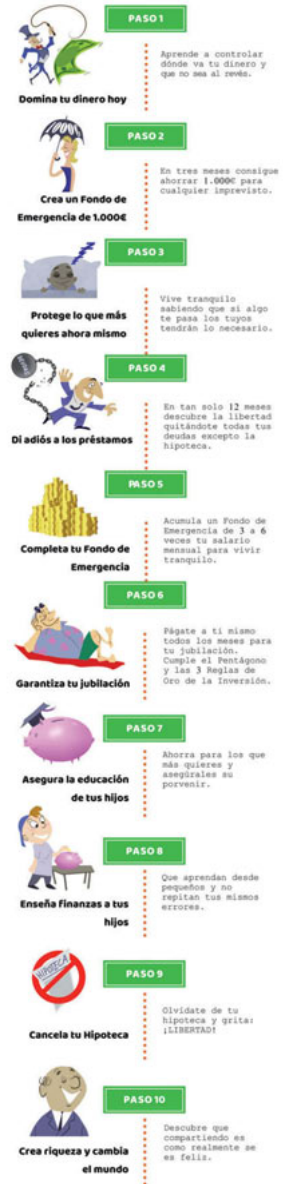 PASO 1
Domina tu dinero hoy
Aprende a controlar
dónde va tu dinero y
que no sea al revés.
PASO 2
1000€
Crea un Fondo de
Emergencia de 1.000€
En tres meses consigue
ahorrar 1.000€ para
cualquier imprevisto.
PASO 3
Protege lo que más
quieres ahora mismo
Vive tranquilo
sabiendo que si algo
te pasa los tuyos
tendrán lo necesario.
PASO 4
Di adiós a los préstamos
En tan solo 12 meses
descubre la libertad
quitándote todas tus
deudas excepto la
hipoteca.
PASO 5
Completa tu Fondo de
Emergencia
Acumula un Fondo de
Emergencia de 3 a 6
veces tu salario
mensual para vivir
tranquilo.
PASO 6
Garantiza tu jubilación
Págate a ti mismo
todos los meses para
tu jubilación.
Cumple el Pentágono
y las 3 Reglas de
Oro de la Inversión.
PASO 7
Asegura la educación
de tus hijos
Ahorra para los que
más quieres y
asegúrales su
porvenir.
PASO 8
Enseña finanzas a tus
hijos
Que aprendan desde
pequeños y no
repitan tus mismos
errores.
PASO 9
HIPOTECA
Cancela tu Hipoteca
Olvídate de tu
hipoteca y grita:
¡LIBERTAD!
PASO 10
Crea riqueza y cambia
el mundo
Descubre que
compartiendo es
como realmente se
es feliz.